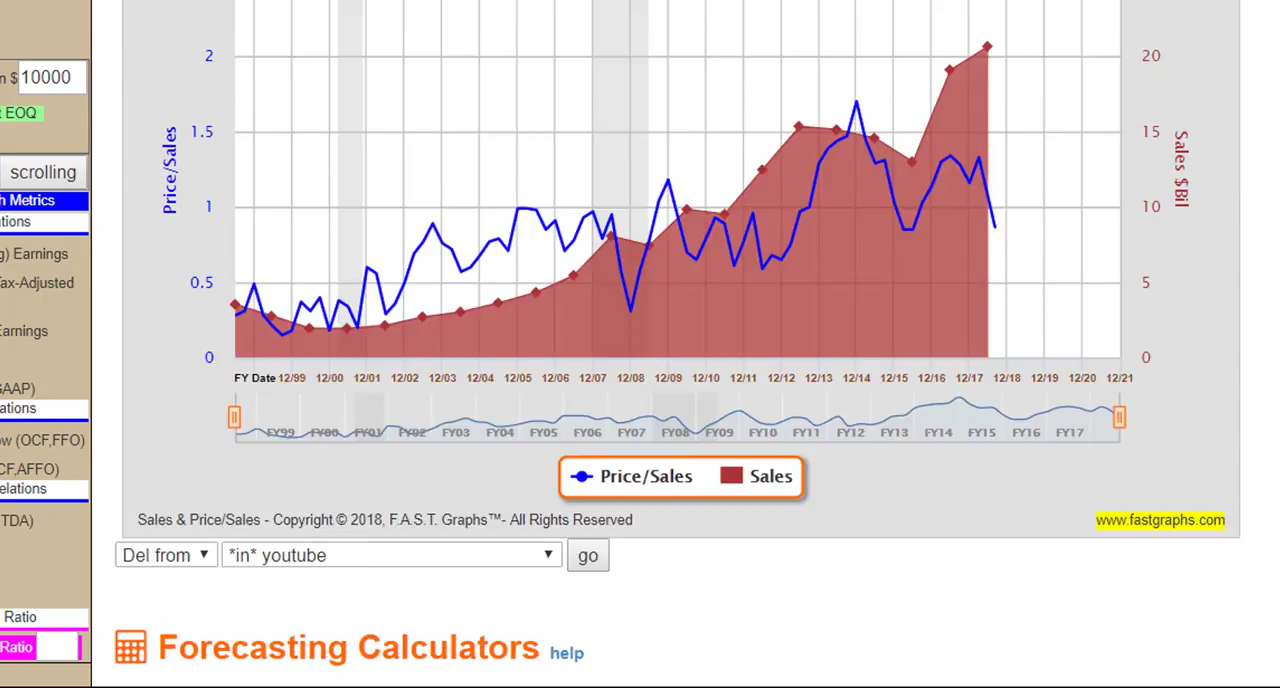 2
20
n $ 10000
t EOQ
1.5
15
Price/Sales
Sales $Bil
scrolling
h Metrics
1
10
tions
g) Earnings
Tax-Adjusted
0.5
5
Earnings
0
0
FY Date 12/99 12/00 12/01 12/02 12/03 12/04 12/05 12/06 12/07 12/08 12/09 12/10 12/11 12/12 12/13 12/14 12/15 12/16 12/17 12/18 12/19 12/20 12/21
GAAP)
ations
FY99 FY00 FY01 FY02 FY03 FY04 FY05 FY06 FY07 FY08 FY09 FY10 FY11 FY12 FY13 FY14 FY15 FY16 FY17
ow (OCF,FFO)
CF,AFFO)
elations
Price/Sales Sales
TDA)
Sales & Price/Sales - Copyright © 2018, F.A.S.T. Graphs™- All Rights Reserved
www.fastgraphs.com
Del from *in* youtube go
Ratio
Ratio
Forecasting Calculators help